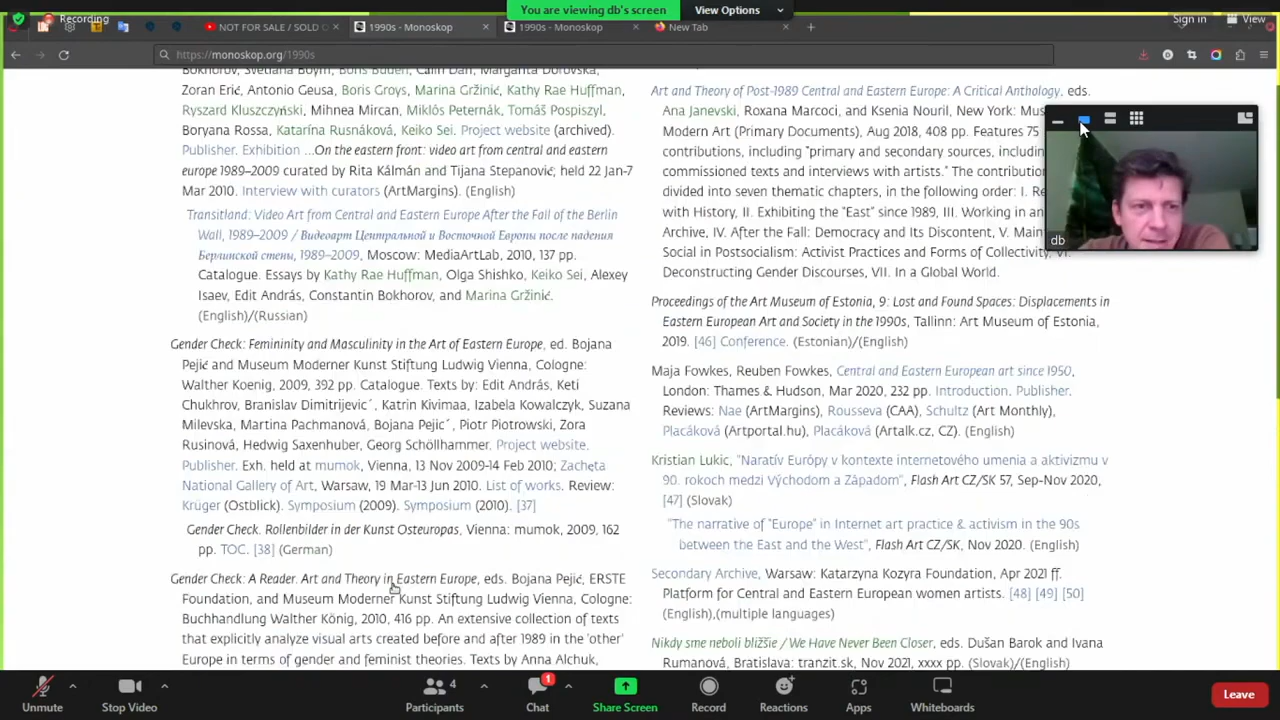 Recording
You are viewing db's screen
View Options
Sign in
View
NOT FOR SALE / SOLD
1990s - Monoskop
1990s - Monoskop
New Tab
https://monoskop.org/1990s
Bokhorov, Svetlana Boym, Boris Buden, Călin Dan, Margarita Dorovska,
Zoran Erić, Antonio Geusa, Boris Groys, Marina Gržinić, Kathy Rae Huffman,
Ryszard Kluszczyński, Mihnea Mircan, Miklós Peternák, Tomáš Pospiszyl,
Boryana Rossa, Katarína Rusnáková, Keiko Sei. Project website (archived).
Publisher. Exhibition ...On the eastern front: video art from central and eastern
europe 1989–2009 curated by Rita Kálmán and Tijana Stepanović; held 22 Jan-7
Mar 2010. Interview with curators (ArtMargins). (English)
Transitland: Video Art from Central and Eastern Europe After the Fall of the Berlin
Wall, 1989–2009 / Видеоарт Центральной и Восточной Европы после падения
Берлинской стены, 1989–2009, Moscow: MediaArtLab, 2010, 137 pp.
Catalogue. Essays by Kathy Rae Huffman, Olga Shishko, Keiko Sei, Alexey
Isaev, Edit András, Constantin Bokhorov, and Marina Gržinić.
(English)/(Russian)
Gender Check: Femininity and Masculinity in the Art of Eastern Europe, ed. Bojana
Pejić and Museum Moderner Kunst Stiftung Ludwig Vienna, Cologne:
Walther Koenig, 2009, 392 pp. Catalogue. Texts by: Edit András, Keti
Chukhrov, Branislav Dimitrijevic´, Katrin Kivimaa, Izabela Kowalczyk, Suzana
Milevska, Martina Pachmanová, Bojana Pejic´, Piotr Piotrowski, Zora
Rusinová, Hedwig Saxenhuber, Georg Schöllhammer. Project website.
Publisher. Exh. held at mumok, Vienna, 13 Nov 2009-14 Feb 2010; Zachęta
National Gallery of Art, Warsaw, 19 Mar-13 Jun 2010. List of works. Review:
Krüger (Ostblick). Symposium (2009). Symposium (2010). [37]
Gender Check. Rollenbilder in der Kunst Osteuropas, Vienna: mumok, 2009, 162
pp. TOC. [38] (German)
Gender Check: A Reader. Art and Theory in Eastern Europe, eds. Bojana Pejić, ERSTE
Foundation, and Museum Moderner Kunst Stiftung Ludwig Vienna, Cologne:
Buchhandlung Walther König, 2010, 416 pp. An extensive collection of texts
that explicitly analyze visual arts created before and after 1989 in the 'other'
Europe in terms of gender and feminist theories. Texts by Anna Alchuk,
Art and Theory of Post-1989 Central and Eastern Europe: A Critical Anthology, eds.
Ana Janevski, Roxana Marcoci, and Ksenia Nouril, New York:
Modern Art (Primary Documents), Aug 2018, 408 pp. Features 75
contributions, including "primary and secondary sources, including
commissioned texts and interviews with artists." The
divided into seven thematic chapters, in the following order: I.
with History, II. Exhibiting the "East" since 1989, III. Working in
Archive, IV. After the Fall: Democracy and Its Discontent, V.
Social in Postsocialism: Activist Practices and Forms of Collectivity, VI.
Deconstructing Gender Discourses, VII. In a Global World.
Proceedings of the Art Museum of Estonia, 9: Lost and Found Spaces: Displacements in
Eastern European Art and Society in the 1990s, Tallinn: Art Museum of Estonia,
2019. [46] Conference. (Estonian)/(English)
Maja Fowkes, Reuben Fowkes, Central and Eastern European art since 1950,
London: Thames & Hudson, Mar 2020, 232 pp. Introduction. Publisher.
Reviews: Nae (ArtMargins), Rousseva (CAA), Schultz (Art Monthly),
Placáková (Artportal.hu), Placáková (Artalk.cz, CZ). (English)
Kristian Lukic, "Naratív Európy v kontexte internetového umenia a aktivizmu v
90. rokoch medzi Východom a Západom", Flash Art CZ/SK 57, Sep-Nov 2020,
[47] (Slovak)
"The narrative of "Europe" in Internet art practice & activism in the 90s
between the East and the West", Flash Art CZ/SK, Nov 2020. (English)
Secondary Archive, Warsaw: Katarzyna Kozyra Foundation, Apr 2021 ff.
Platform for Central and Eastern European women artists. [48] [49] [50]
(English),(multiple languages)
Nikdy sme neboli bližšie / We Have Never Been Closer, eds. Dušan Barok and Ivana
Rumanová, Bratislava: tranzit.sk, Nov 2021, xxxx pp. (Slovak)/(English)
db
Unmute
Stop Video
4
Participants
1
Chat
Share Screen
Record
Reactions
Apps
Whiteboards
Leave